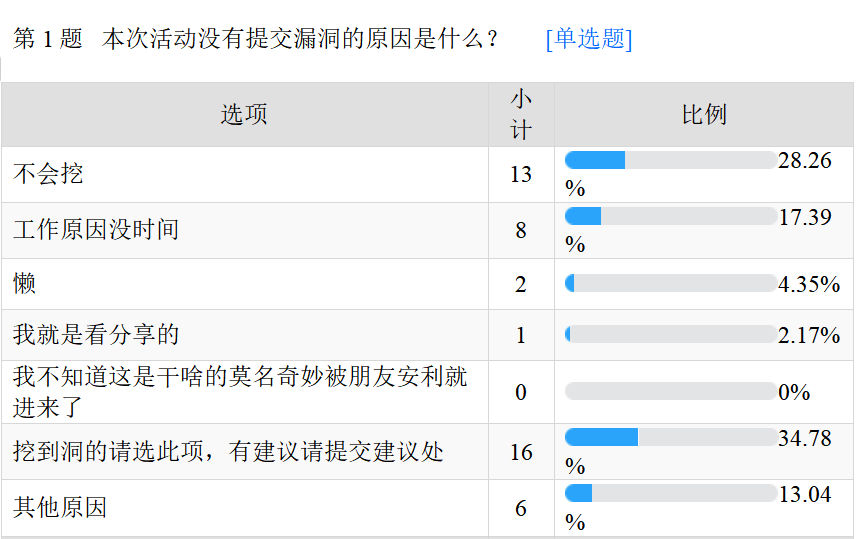 第 1 题 本次活动没有提交漏洞的原因是什么? [单选题]
选项 小计 比例
不会挖 13 28.26%
工作原因没时间 8 17.39%
懒 2 4.35%
我就是看分享的 1 2.17%
我不知道这是干啥的莫名奇妙被朋友安利就
进来了 0 0%
挖到洞的请选此项，有建议请提交建议处 16 34.78%
其他原因 6 13.04%